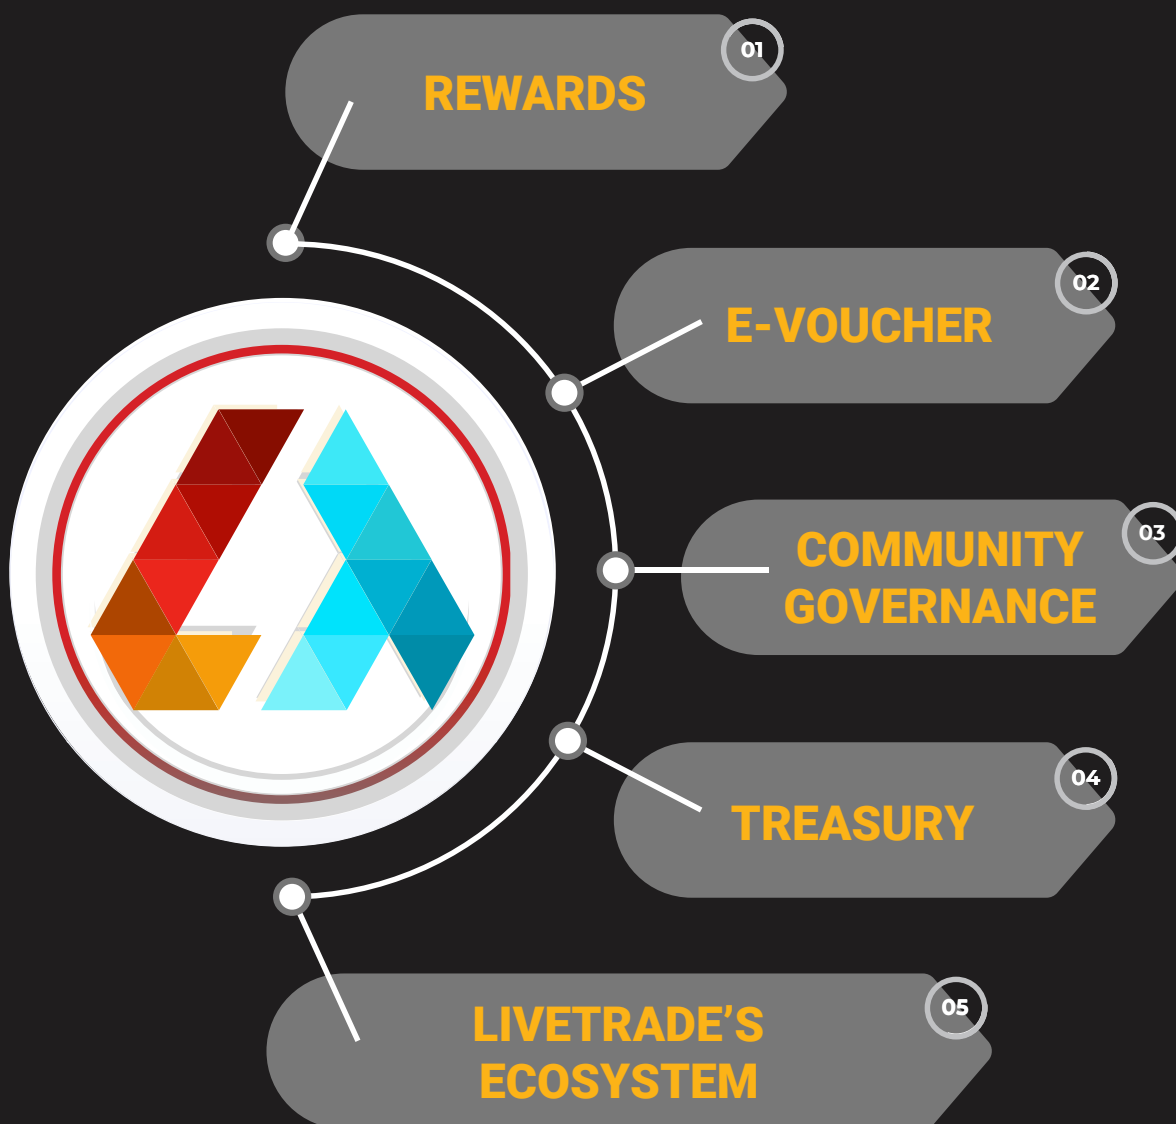 01
REWARDS
02
E-VOUCHER
03
COMMUNITY
GOVERNANCE
04
TREASURY
05
LIVETRADE’S
ECOSYSTEM